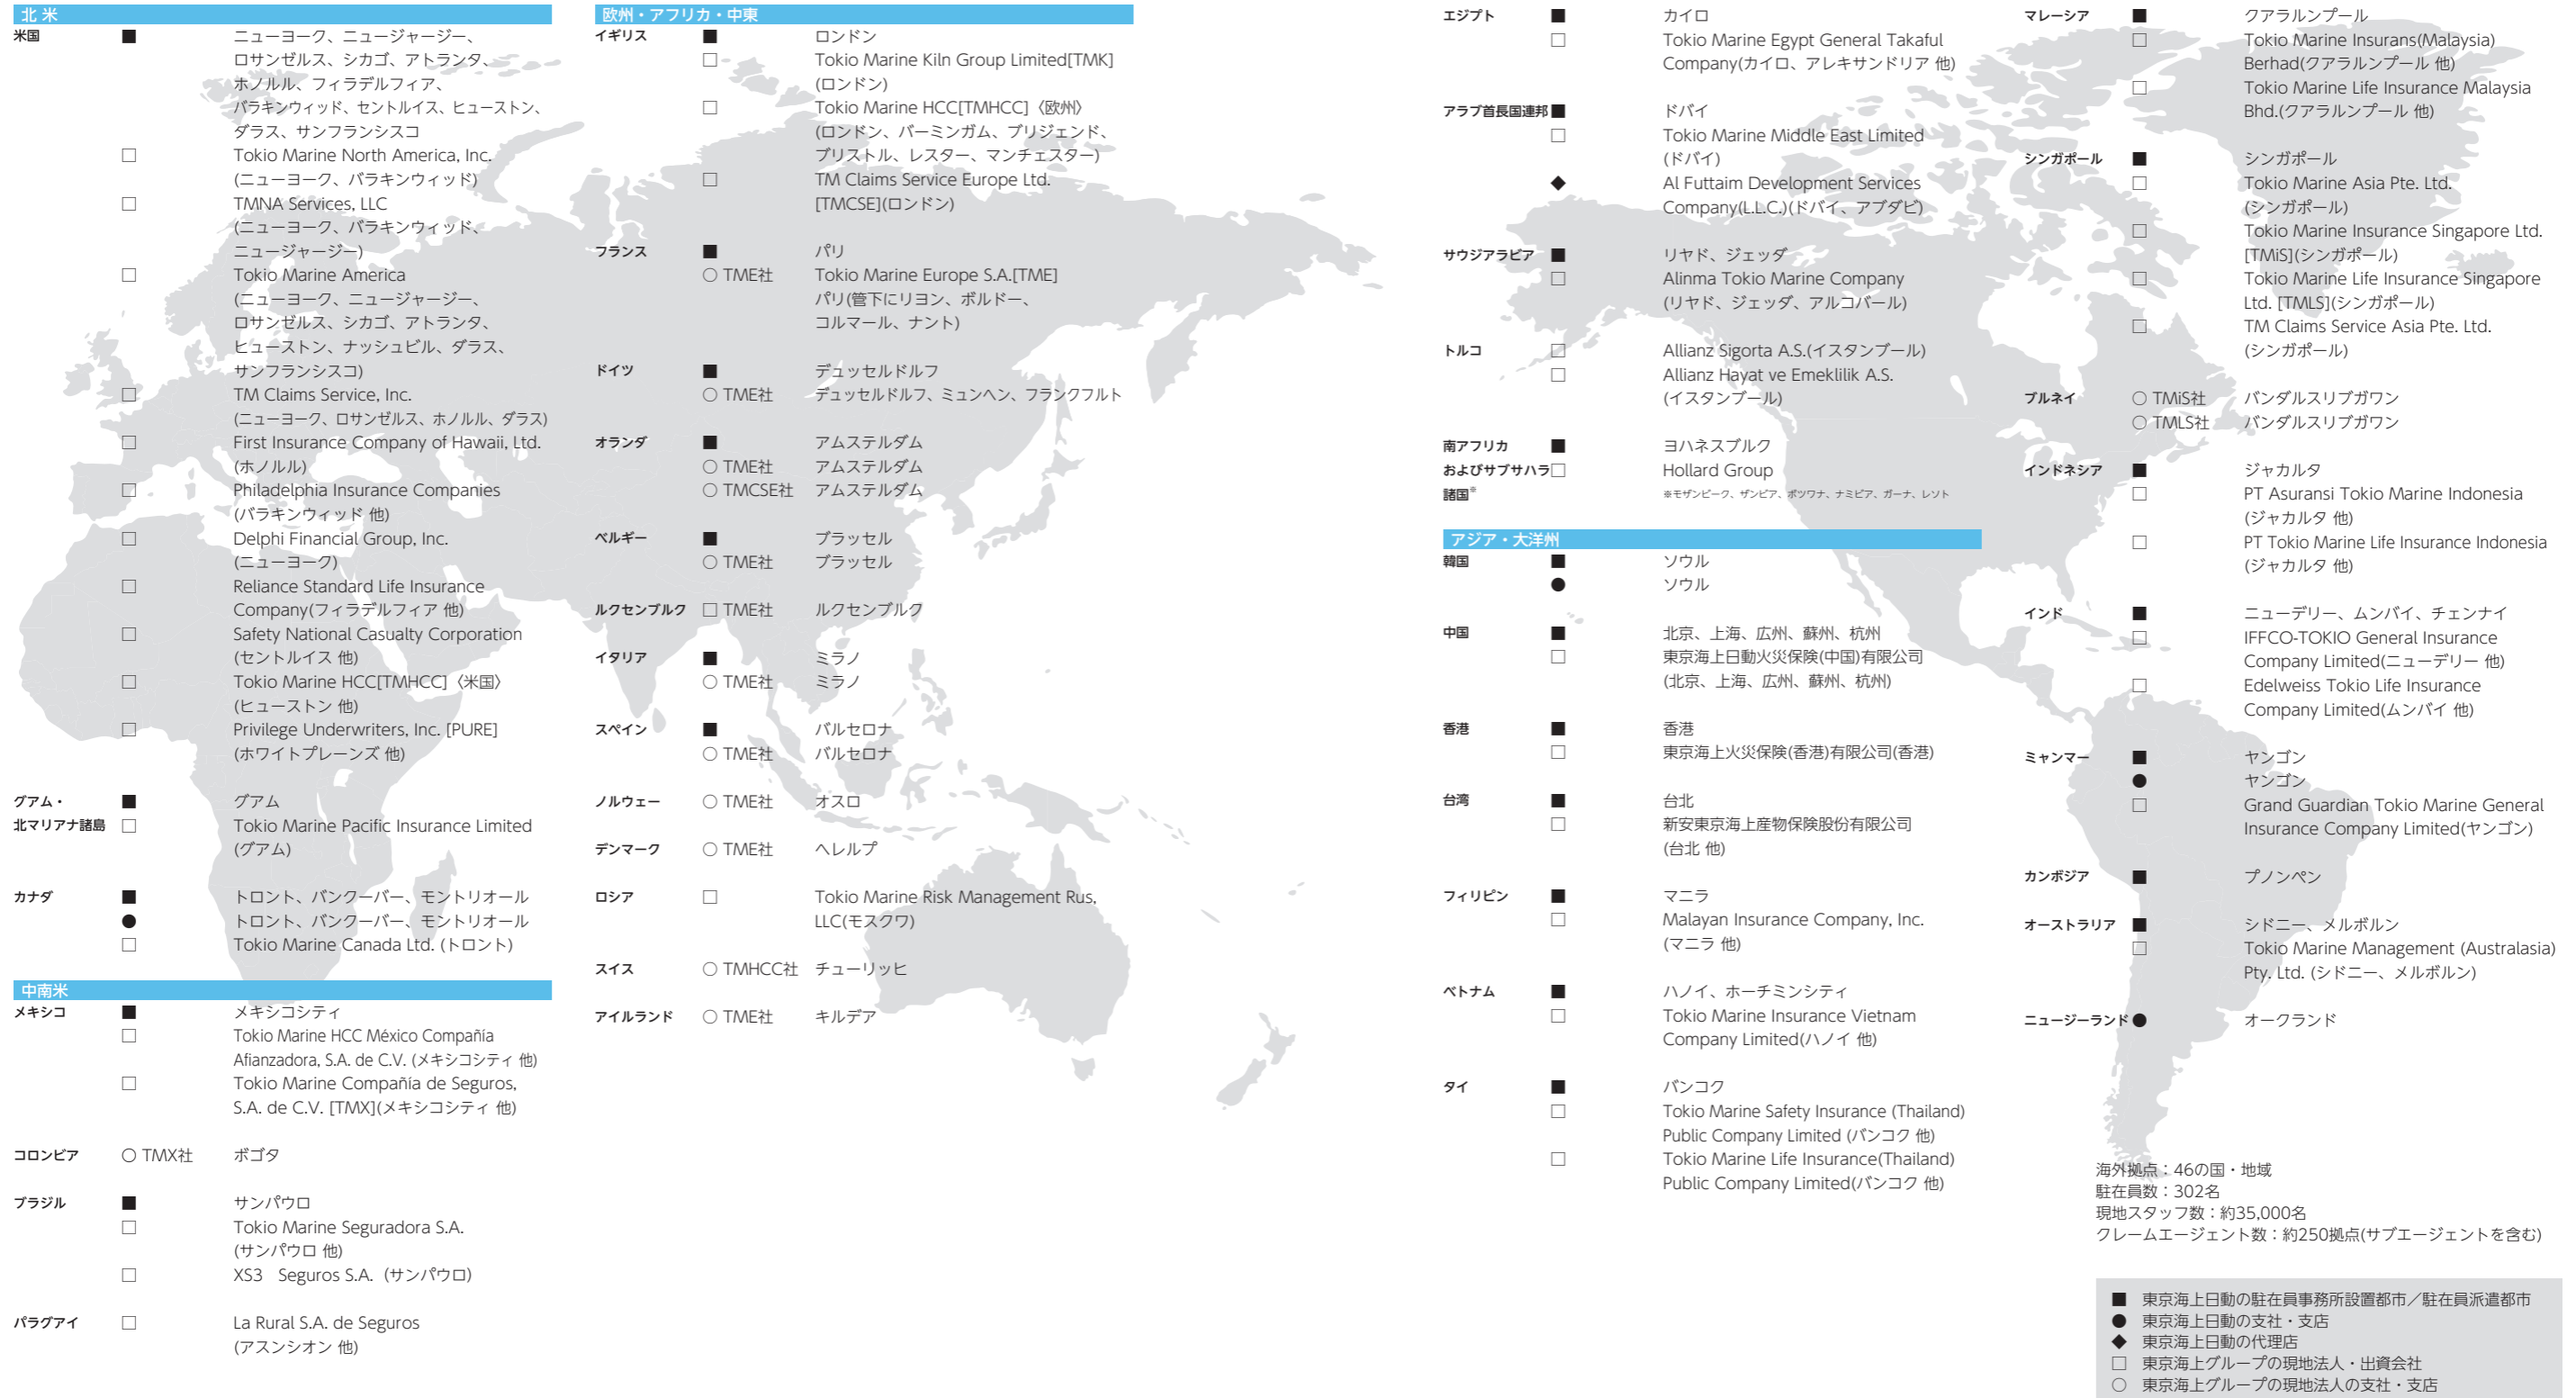 北 米
米国 ■ ニューヨーク、ニュージャージー、
ロサンゼルス、シカゴ、アトランタ、
ホノルル、フィラデルフィア、
バラキンウィッド、セントルイス、ヒューストン、
ダラス、サンフランシスコ
□ Tokio Marine North America, Inc.
(ニューヨーク、バラキンウィッド)
□ TMNA Services, LLC
(ニューヨーク、バラキンウィッド、
ニュージャージー)
□ Tokio Marine America
(ニューヨーク、ニュージャージー、
ロサンゼルス、シカゴ、アトランタ、
ヒューストン、ナッシュビル、ダラス、
サンフランシスコ)
□ TM Claims Service, Inc.
(ニューヨーク、ロサンゼルス、ホノルル、ダラス)
□ First Insurance Company of Hawaii, Ltd.
(ホノルル)
□ Philadelphia Insurance Companies
(バラキンウィッド 他)
□ Delphi Financial Group, Inc.
(ニューヨーク)
□ Reliance Standard Life Insurance
Company(フィラデルフィア 他)
□ Safety National Casualty Corporation
(セントルイス 他)
□ Tokio Marine HCC[TMHCC]〈米国〉
(ヒューストン 他)
□ Privilege Underwriters, Inc. [PURE]
(ホワイトプレーンズ 他)
グアム・ ■ グアム
北マリアナ諸島 □ Tokio Marine Pacific Insurance Limited
(グアム)
カナダ ■ トロント、バンクーバー、モントリオール
● トロント、バンクーバー、モントリオール
□ Tokio Marine Canada Ltd. (トロント)
中南米
メキシコ ■ メキシコシティ
□ Tokio Marine HCC México Compañía
Afianzadora, S.A. de C.V. (メキシコシティ 他)
□ Tokio Marine Compañía de Seguros,
S.A. de C.V. [TMX](メキシコシティ 他)
コロンビア ○ TMX社 ボゴタ
ブラジル ■ サンパウロ
□ Tokio Marine Seguradora S.A.
(サンパウロ 他)
□ XS3 Seguros S.A. (サンパウロ)
パラグアイ □ La Rural S.A. de Seguros
(アスンシオン 他)
欧州・アフリカ・中東
イギリス ■ ロンドン
□ Tokio Marine Kiln Group Limited[TMK]
(ロンドン)
□ Tokio Marine HCC[TMHCC]〈欧州〉
(ロンドン、バーミンガム、ブリジェンド、
ブリストル、レスター、マンチェスター)
□ TM Claims Service Europe Ltd.
[TMCSE](ロンドン)
フランス ■ パリ
○ TME社 Tokio Marine Europe S.A.[TME]
パリ(管下にリヨン、ボルドー、
コルマール、ナント)
ドイツ ■ デュッセルドルフ
○ TME社 デュッセルドルフ、ミュンヘン、フランクフルト
オランダ ■ アムステルダム
○ TME社 アムステルダム
○ TMCSE社 アムステルダム
ベルギー ■ ブラッセル
○ TME社 ブラッセル
ルクセンブルク □ TME社 ルクセンブルク
イタリア ■ ミラノ
○ TME社 ミラノ
スペイン ■ バルセロナ
○ TME社 バルセロナ
ノルウェー ○ TME社 オスロ
デンマーク ○ TME社 ヘレルプ
ロシア □ Tokio Marine Risk Management Rus,
LLC(モスクワ)
スイス ○ TMHCC社 チューリッヒ
アイルランド ○ TME社 キルデア
エジプト ■ カイロ
□ Tokio Marine Egypt General Takaful
Company(カイロ、アレキサンドリア 他)
アラブ首長国連邦 ■ ドバイ
□ Tokio Marine Middle East Limited
(ドバイ)
◆ Al Futtaim Development Services
Company(L.L.C.)(ドバイ、アブダビ)
サウジアラビア ■ リヤド、ジェッダ
□ Alinma Tokio Marine Company
(リヤド、ジェッダ、アルコバール)
トルコ □ Allianz Sigorta A.S.(イスタンブール)
□ Allianz Hayat ve Emeklilik A.S.
(イスタンブール)
南アフリカ ■ ヨハネスブルク
およびサブサハラ □ Hollard Group
諸国※ ※モザンビーク、ザンビア、ボツワナ、ナミビア、ガーナ、レソト
アジア・大洋州
韓国 ■ ソウル
● ソウル
中国 ■ 北京、上海、広州、蘇州、杭州
□ 東京海上日動火災保険(中国)有限公司
(北京、上海、広州、蘇州、杭州)
香港 ■ 香港
□ 東京海上火災保険(香港)有限公司(香港)
台湾 ■ 台北
□ 新安東京海上産物保険股份有限公司
(台北 他)
フィリピン ■ マニラ
□ Malayan Insurance Company, Inc.
(マニラ 他)
ベトナム ■ ハノイ、ホーチミンシティ
□ Tokio Marine Insurance Vietnam
Company Limited(ハノイ 他)
タイ ■ バンコク
□ Tokio Marine Safety Insurance (Thailand)
Public Company Limited (バンコク 他)
□ Tokio Marine Life Insurance(Thailand)
Public Company Limited(バンコク 他)
マレーシア ■ クアラルンプール
□ Tokio Marine Insurans(Malaysia)
Berhad(クアラルンプール 他)
□ Tokio Marine Life Insurance Malaysia
Bhd.(クアラルンプール 他)
シンガポール ■ シンガポール
□ Tokio Marine Asia Pte. Ltd.
(シンガポール)
□ Tokio Marine Insurance Singapore Ltd.
[TMiS](シンガポール)
□ Tokio Marine Life Insurance Singapore
Ltd. [TMLS](シンガポール)
□ TM Claims Service Asia Pte. Ltd.
(シンガポール)
ブルネイ ○ TMiS社 バンダルスリブガワン
○ TMLS社 バンダルスリブガワン
インドネシア ■ ジャカルタ
□ PT Asuransi Tokio Marine Indonesia
(ジャカルタ 他)
□ PT Tokio Marine Life Insurance Indonesia
(ジャカルタ 他)
インド ■ ニューデリー、ムンバイ、チェンナイ
□ IFFCO-TOKIO General Insurance
Company Limited(ニューデリー 他)
□ Edelweiss Tokio Life Insurance
Company Limited(ムンバイ 他)
ミャンマー ■ ヤンゴン
● ヤンゴン
□ Grand Guardian Tokio Marine General
Insurance Company Limited(ヤンゴン)
カンボジア ■ プノンペン
オーストラリア ■ シドニー、メルボルン
□ Tokio Marine Management (Australasia)
Pty. Ltd. (シドニー、メルボルン)
ニュージーランド ● オークランド
海外拠点：46の国・地域
駐在員数：302名
現地スタッフ数：約35,000名
クレームエージェント数：約250拠点(サブエージェントを含む)
■ 東京海上日動の駐在員事務所設置都市／駐在員派遣都市
● 東京海上日動の支社・支店
◆ 東京海上日動の代理店
□ 東京海上グループの現地法人・出資会社
○ 東京海上グループの現地法人の支社・支店